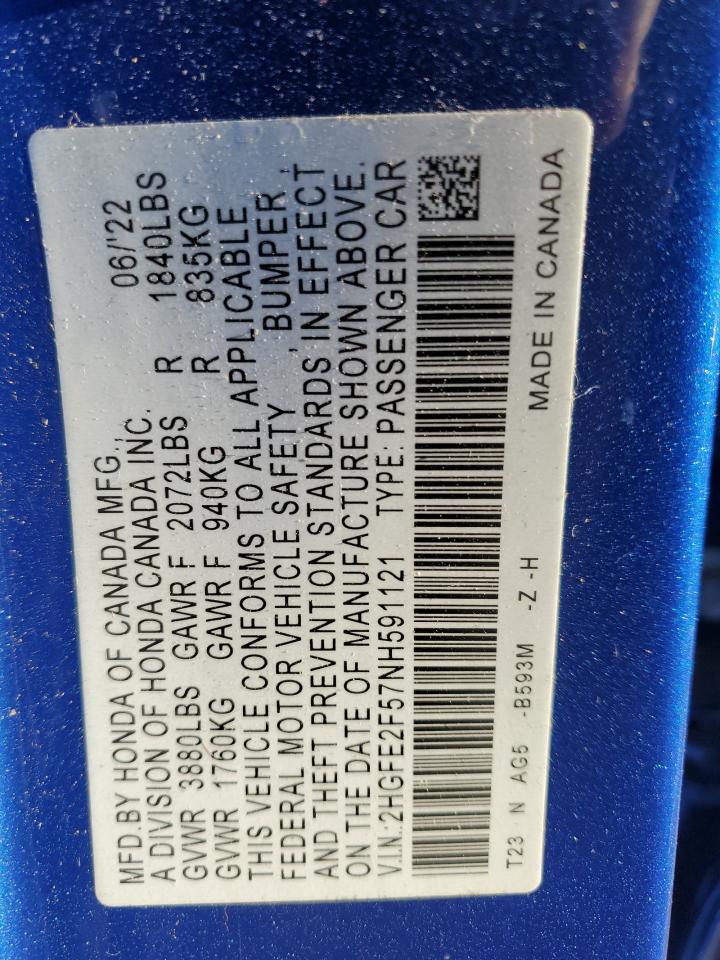 MFD.BY HONDA OF CANADA MFG., 06/'22
A DIVISION OF HONDA CANADA INC.
GVWR 3880LBS GAWR F 2072LBS R 1840LBS
GVWR 1760KG GAWR F 940KG R 835KG
THIS VEHICLE CONFORMS TO ALL APPLICABLE
FEDERAL MOTOR VEHICLE SAFETY, BUMPER,
AND THEFT PREVENTION STANDARDS IN EFFECT
ON THE DATE OF MANUFACTURE SHOWN ABOVE.
V.I.N.:2HGFE2F57NH591121 TYPE: PASSENGER CAR
T23 N AG5 -B593M -Z -H MADE IN CANADA